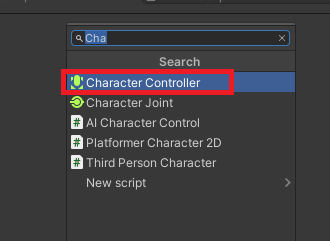 Cha
Search
Character Controller
Character Joint
AI Character Control
Platformer Character 2D
Third Person Character
New script